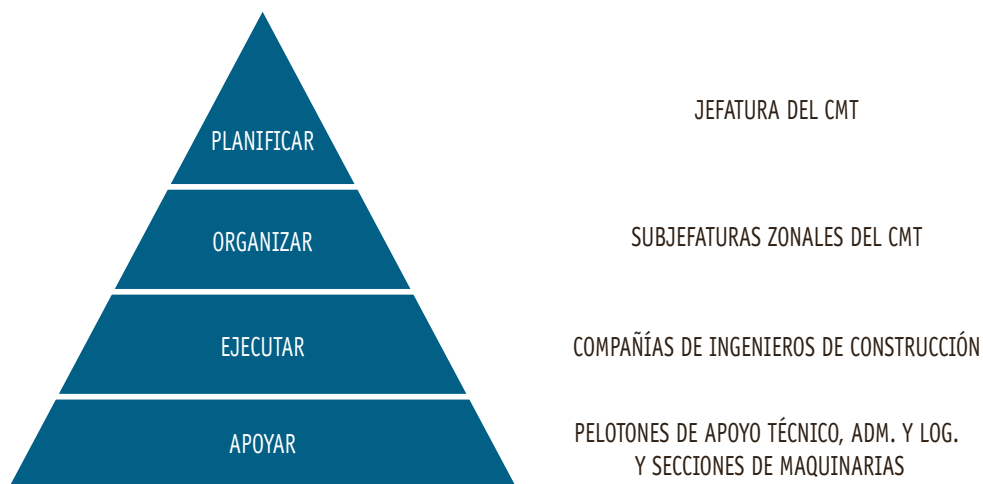 PLANIFICAR
JEFATURA DEL CMT
ORGANIZAR
SUBJEFATURAS ZONALES DEL CMT
EJECUTAR
COMPAÑÍAS DE INGENIEROS DE CONSTRUCCIÓN
APOYAR
PELOTONES DE APOYO TÉCNICO, ADM. Y LOG.
Y SECCIONES DE MAQUINARIAS